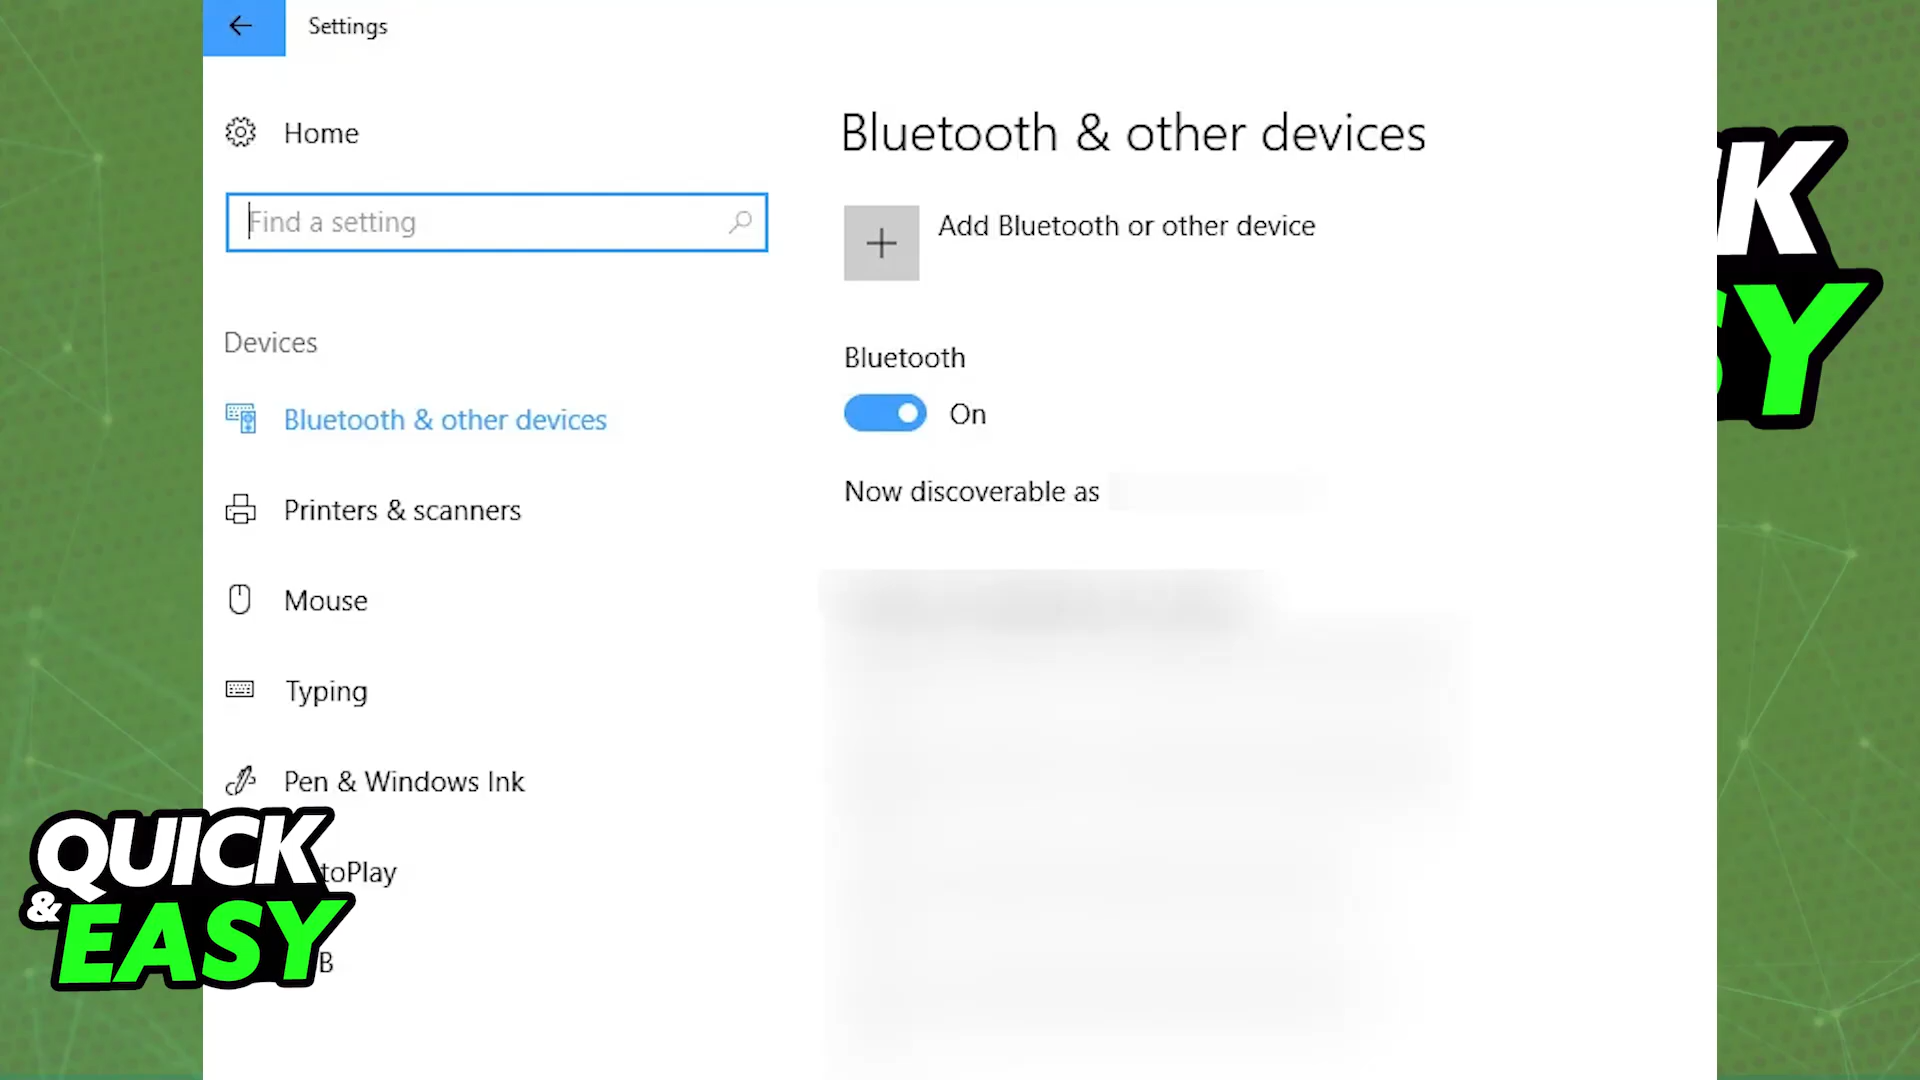 Settings
Home
Find a setting
Devices
Bluetooth & other devices
Printers & scanners
Mouse
Typing
Pen & Windows Ink
toPlay
B
Bluetooth & other devices
Add Bluetooth or other device
Bluetooth
On
Now discoverable as
QUICK
& EASY
K
SY